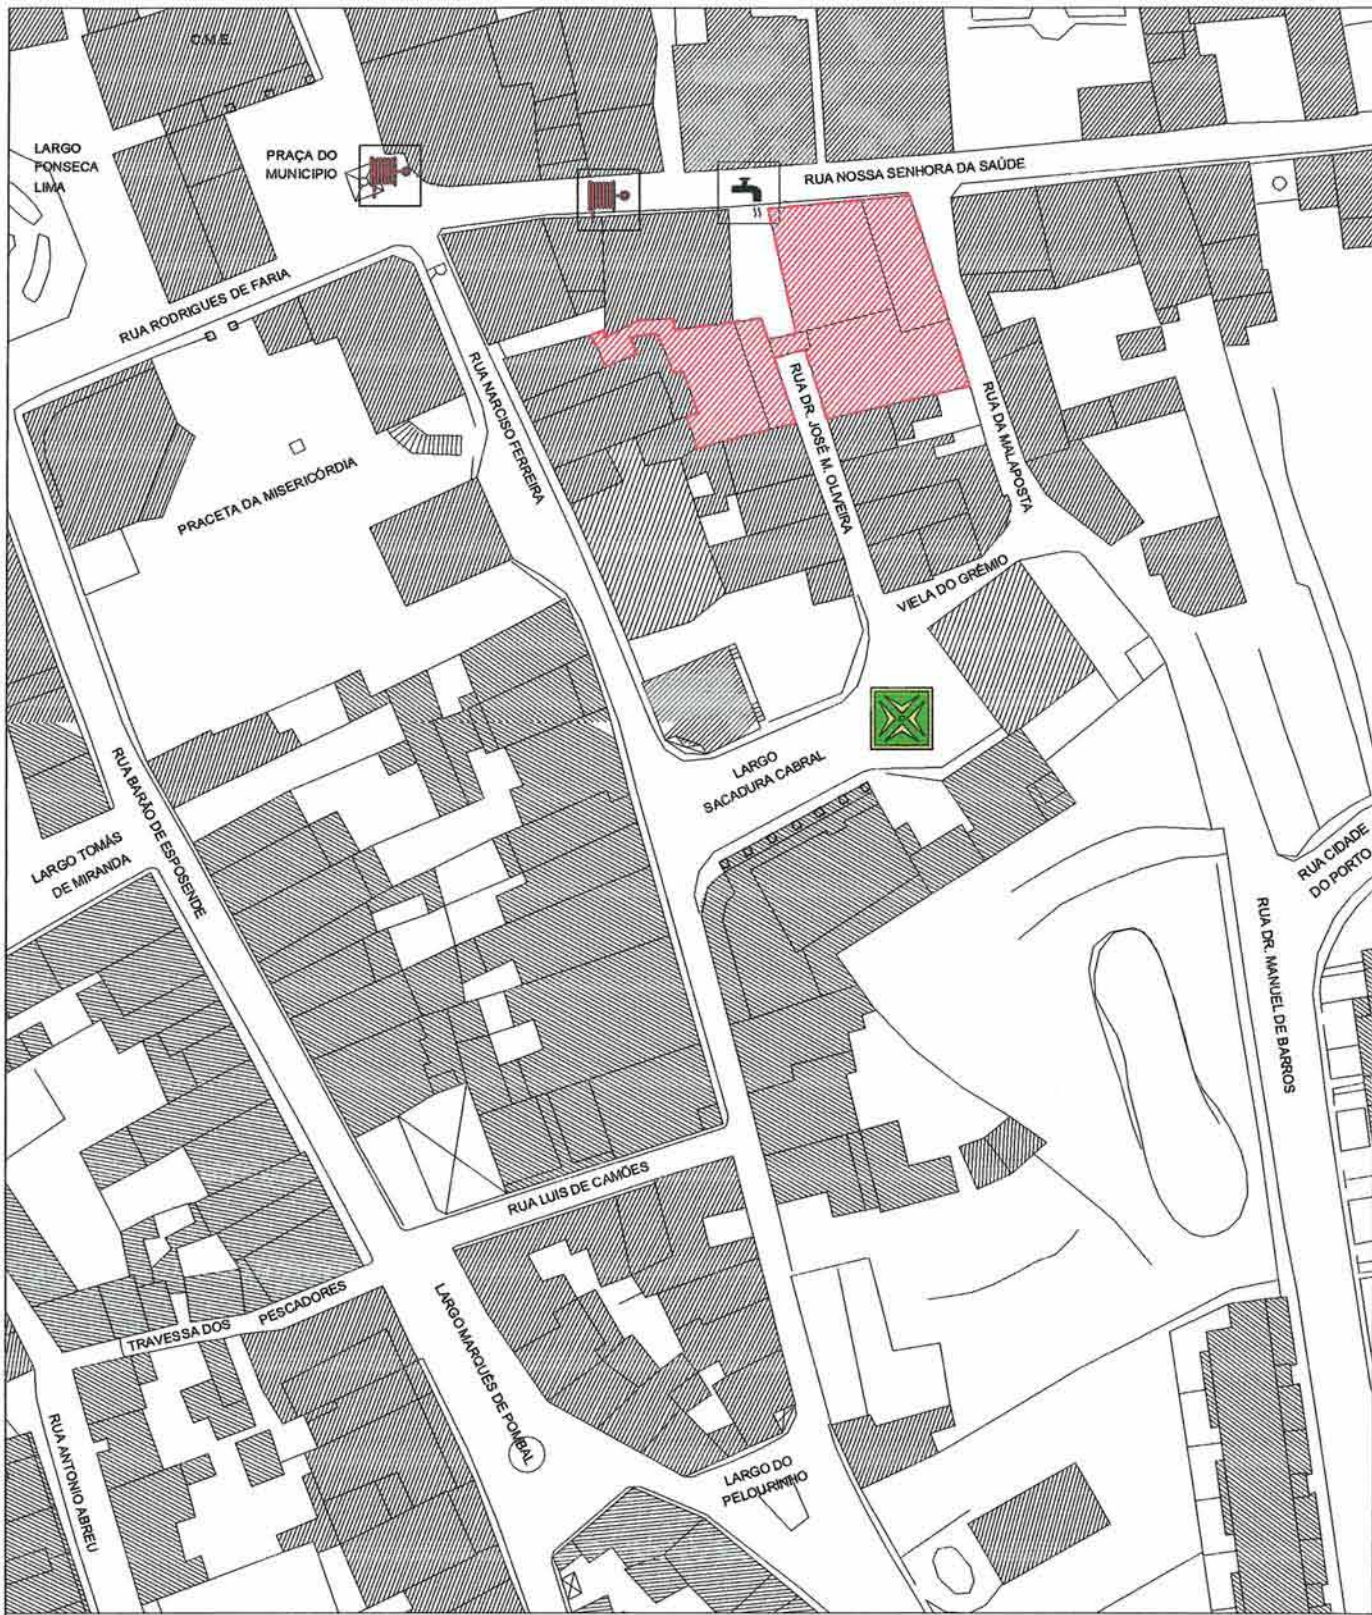 C.M.E.
LARGO
FONSECA
LIMA
PRAÇA DO
MUNICIPIO
RUA NOSSA SENHORA DA SAÚDE
RUA RODRIGUES DE FARIA
RUA NARCISO FERREIRA
RUA DR. JOSÉ M. OLIVEIRA
RUA DA MALAPOSTA
PRACETA DA MISERICÓRDIA
VIELA DO GRÉMIO
LARGO
SACADURA CABRAL
RUA BARÃO DE ESPOSENDE
LARGO TOMÁS
DE MIRANDA
RUA CIDADE
DO PORTO
RUA DR. MANUEL DE BARROS
RUA LUIS DE CAMÕES
TRAVESSA DOS PESCADORES
LARGO MARQUÊS DE POMBAL
RUA ANTONIO ABREU
LARGO DO
PELOURINHO